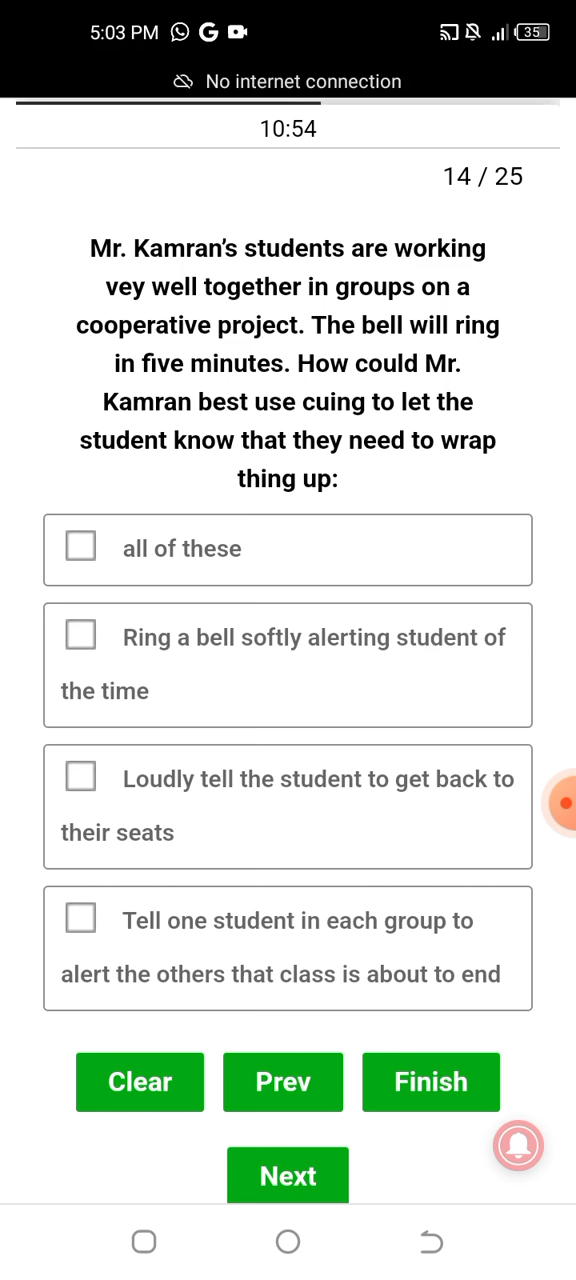 5:03 PM 35
No internet connection
10:54
14 / 25
Mr. Kamran’s students are working
vey well together in groups on a
cooperative project. The bell will ring
in five minutes. How could Mr.
Kamran best use cuing to let the
student know that they need to wrap
thing up:
all of these
Ring a bell softly alerting student of
the time
Loudly tell the student to get back to
their seats
Tell one student in each group to
alert the others that class is about to end
Clear Prev Finish
Next